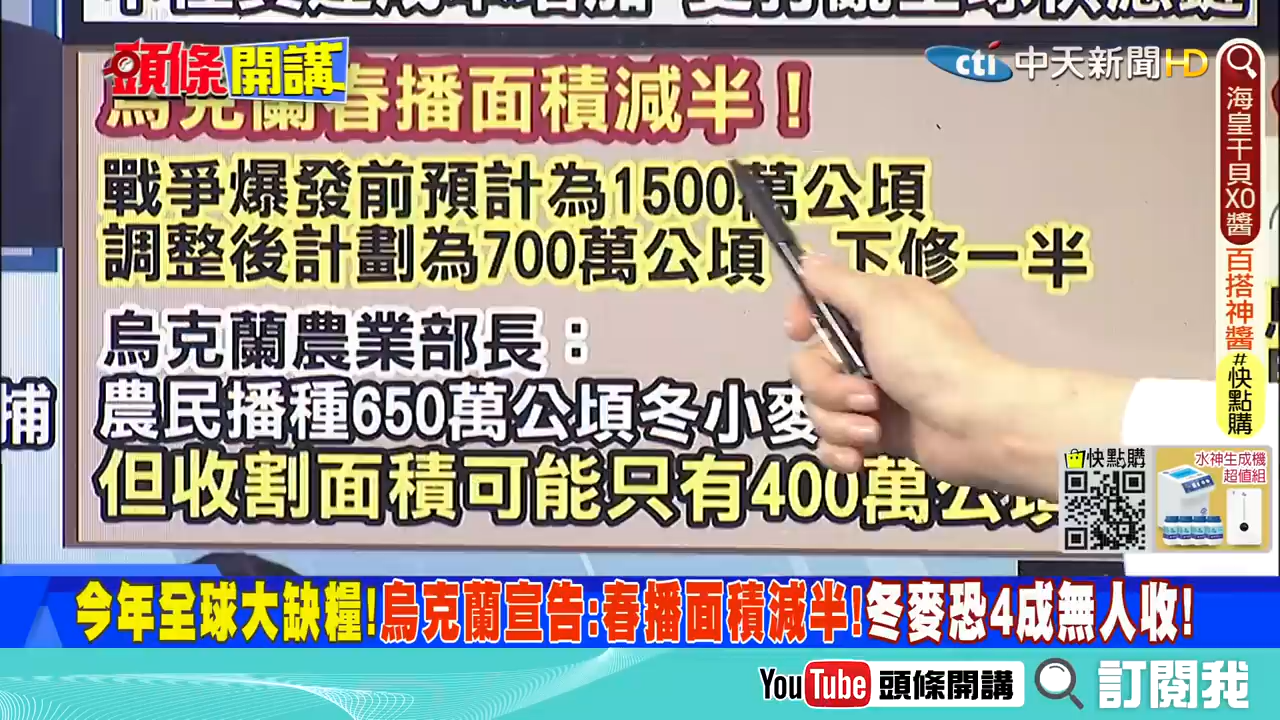 頭條開講
cti 中天新聞HD
烏克蘭春播面積減半！
戰爭爆發前預計為1500萬公頃
調整後計劃為700萬公頃 下修一半
烏克蘭農業部長：
農民播種650萬公頃冬小麥
但收割面積可能只有400萬公頃
捕
海皇干貝XO醬
百搭神醬
#快點購
快點購
水神生成機
超值組
今年全球大缺糧!烏克蘭宣告:春播面積減半!冬麥恐4成無人收!
YouTube 頭條開講 訂閱我